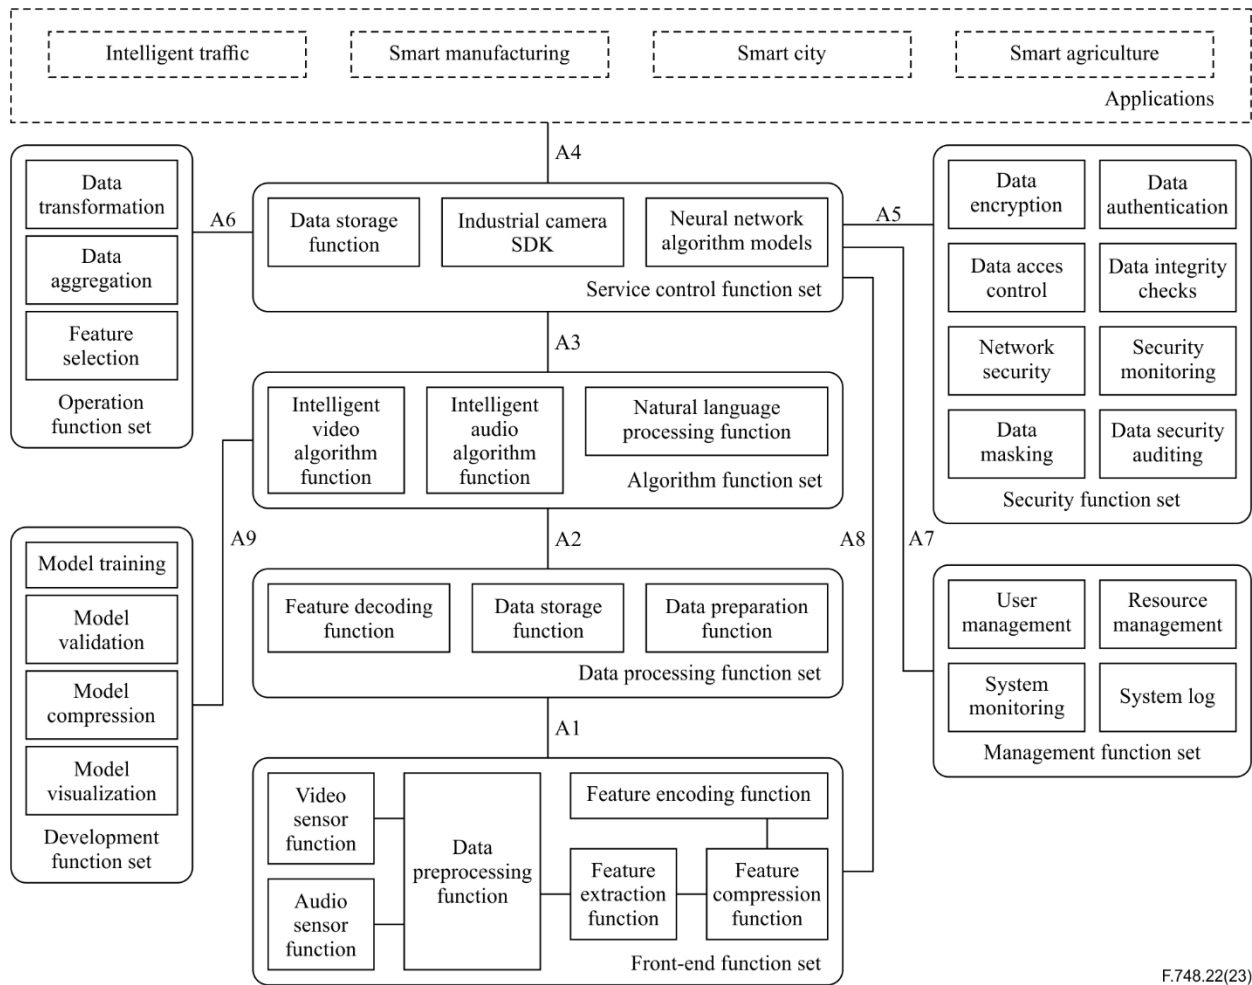 Intelligent traffic
Smart manufacturing
Smart city
Smart agriculture
Applications
A4
Data
transformation
Data
aggregation
Feature
selection
Operation
function set
A6
Data storage
function
Industrial camera
SDK
Neural network
algorithm models
Service control function set
A5
Data
encryption
Data
authentication
Data acces
control
Data integrity
checks
Network
security
Security
monitoring
Data
masking
Data security
auditing
Security function set
A3
Intelligent
video
algorithm
function
Intelligent
audio
algorithm
function
Natural language
processing function
Algorithm function set
A9
A2
A8
A7
Model training
Model
validation
Model
compression
Model
visualization
Development
function set
Feature decoding
function
Data storage
function
Data preparation
function
Data processing function set
User
management
Resource
management
System
monitoring
System log
Management function set
A1
Video
sensor
function
Audio
sensor
function
Data
preprocessing
function
Feature encoding function
Feature
extraction
function
Feature
compression
function
Front-end function set
F.748.22(23)